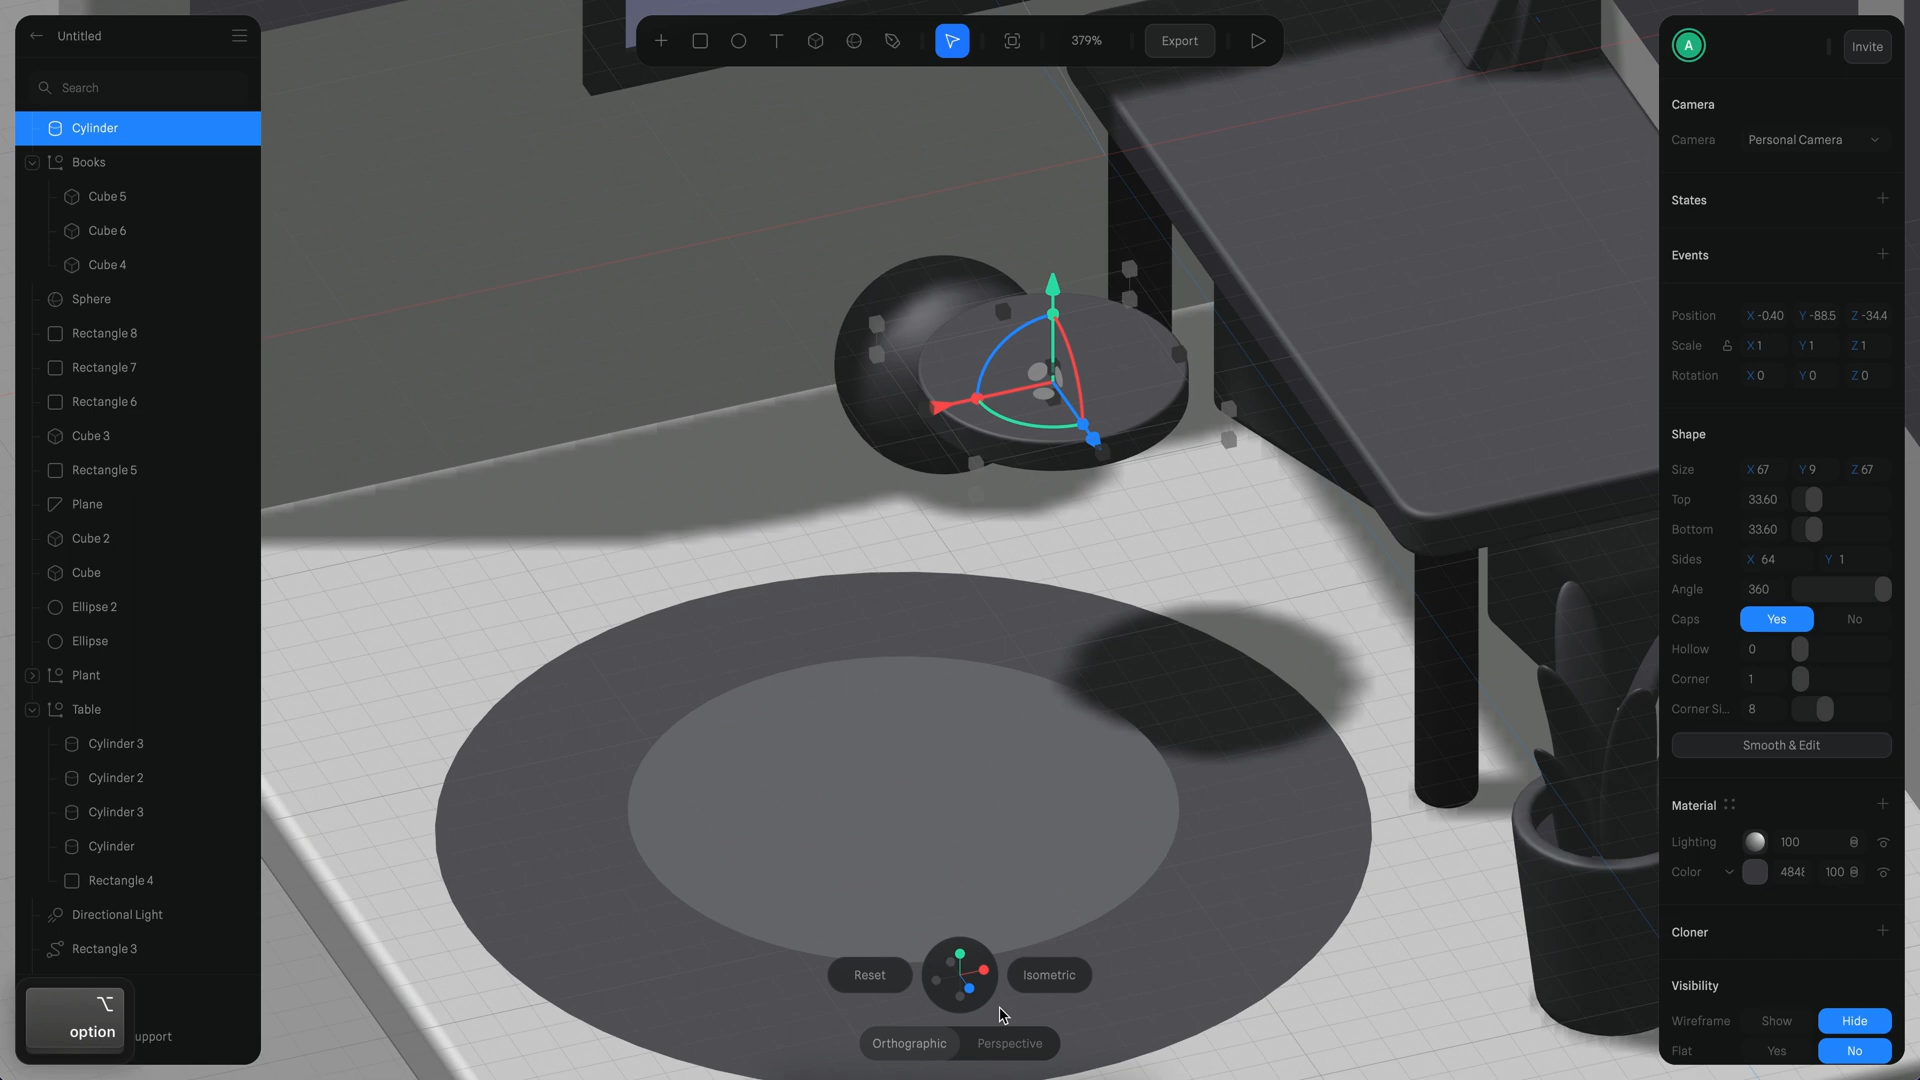 Untitled
Search
Cylinder
Books
Cube 5
Cube 6
Cube 4
Sphere
Rectangle 8
Rectangle 7
Rectangle 6
Cube 3
Rectangle 5
Plane
Cube 2
Cube
Ellipse 2
Ellipse
Plant
Table
Cylinder 3
Cylinder 2
Cylinder 3
Cylinder
Rectangle 4
Directional Light
Rectangle 3
option
upport
T
379%
Export
Reset
Isometric
Orthographic Perspective
A
Invite
Camera
Camera Personal Camera
States
Events
Position X -0.40 Y -88.5 Z -34.4
Scale X 1 Y 1 Z 1
Rotation X 0 Y 0 Z 0
Shape
Size X 67 Y 9 Z 67
Top 33.60
Bottom 33.60
Sides X 64 Y 1
Angle 360
Caps Yes No
Hollow 0
Corner 1
Corner Si... 8
Smooth & Edit
Material
Lighting 100
Color 100
Cloner
Visibility
Wireframe Show Hide
Flat Yes No